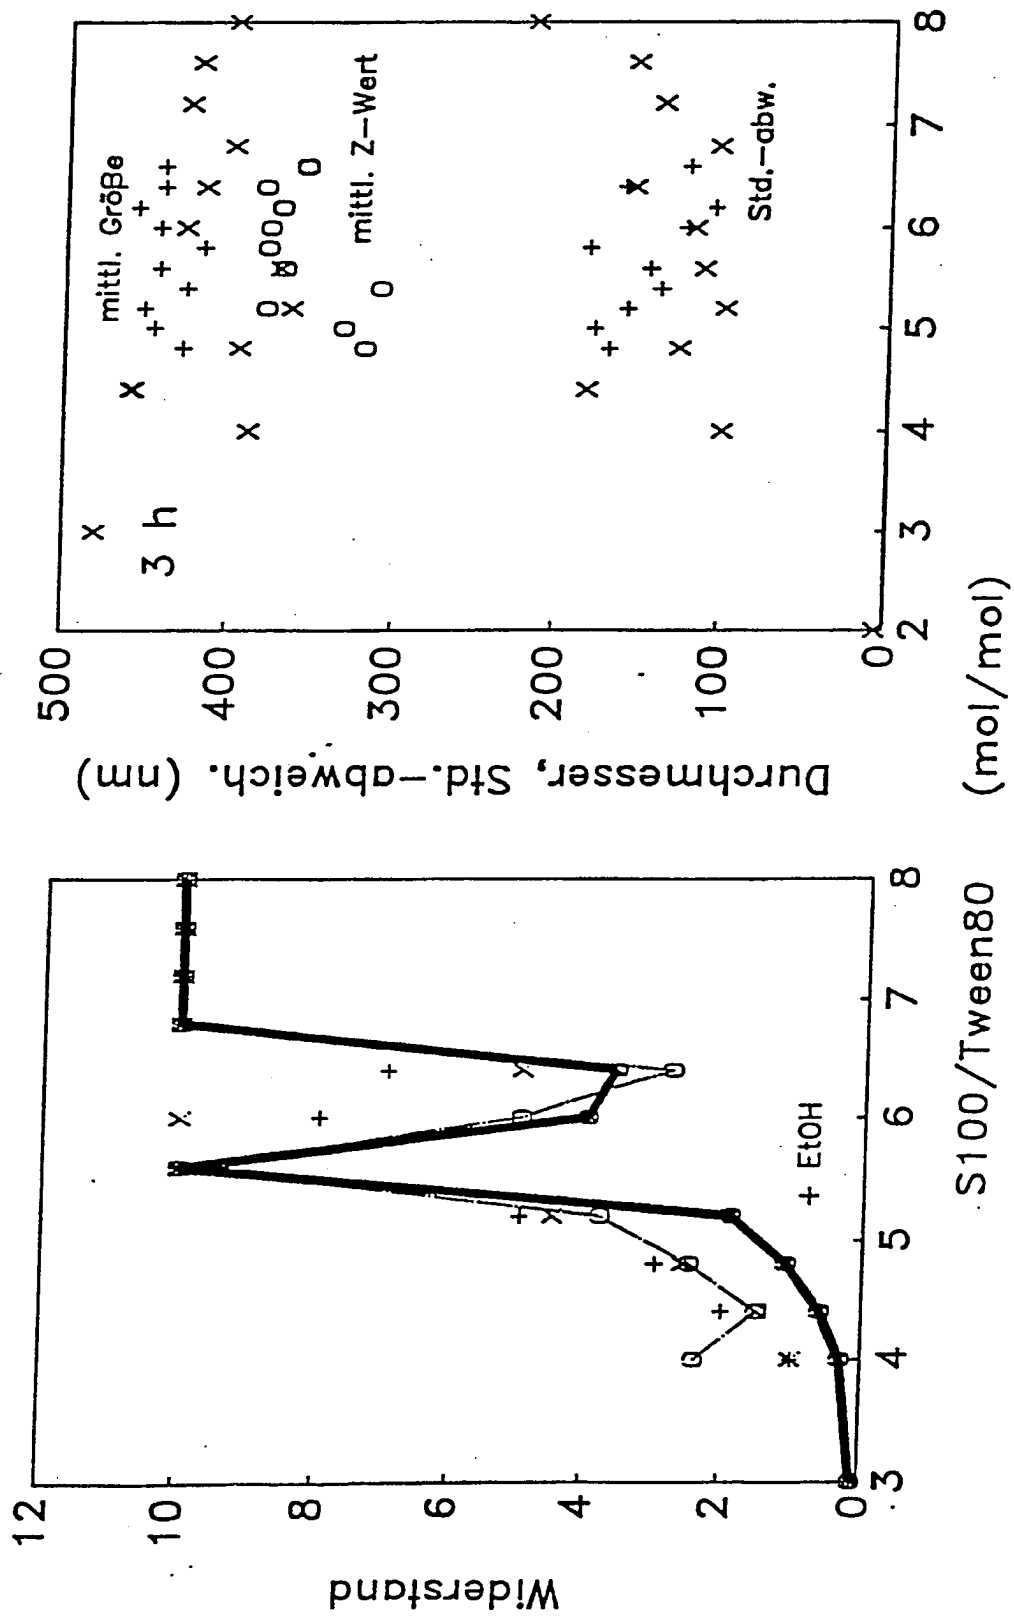 Widerstand
12
10
8
6
4
2
0
3
4
5
6
7
8
+ EtOH
S100/Tween80
(mol/mol)
Durchmesser, Std.-abweich. (nm)
500
400
300
200
100
0
2
3
4
5
6
7
8
3 h
mittl. Größe
mittl. Z-Wert
Std.-abw.